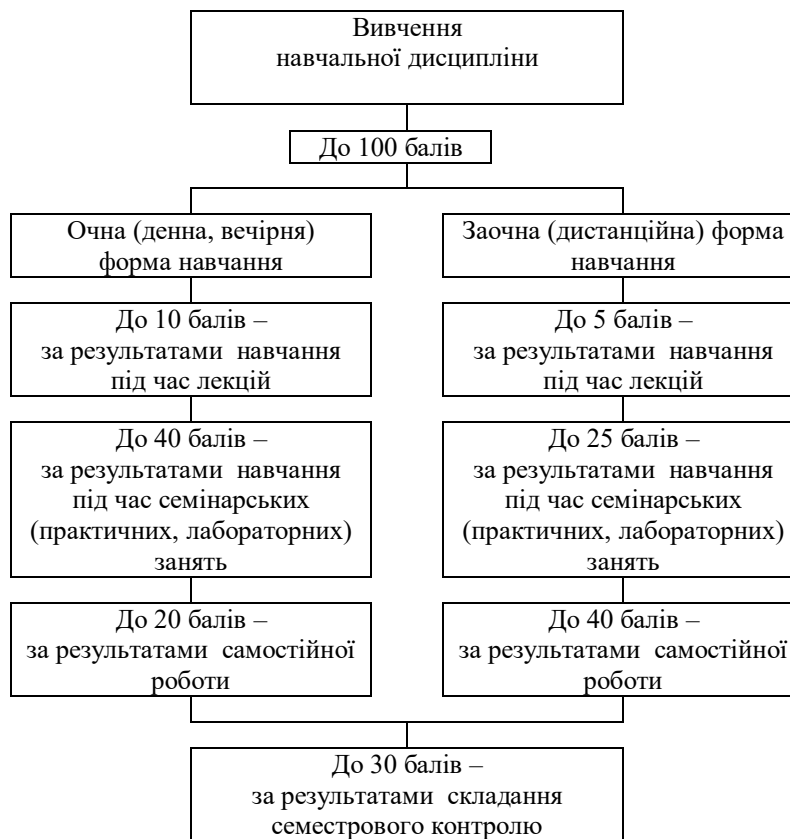 Вивчення
навчальної дисципліни
До 100 балів
Очна (денна, вечірня)
форма навчання
Заочна (дистанційна) форма
навчання
До 10 балів –
за результатами навчання
під час лекцій
До 5 балів –
за результатами навчання
під час лекцій
До 40 балів –
за результатами навчання
під час семінарських
(практичних, лабораторних)
занять
До 25 балів –
за результатами навчання
під час семінарських
(практичних, лабораторних)
занять
До 20 балів –
за результатами самостійної
роботи
До 40 балів –
за результатами самостійної
роботи
До 30 балів –
за результатами складання
семестрового контролю